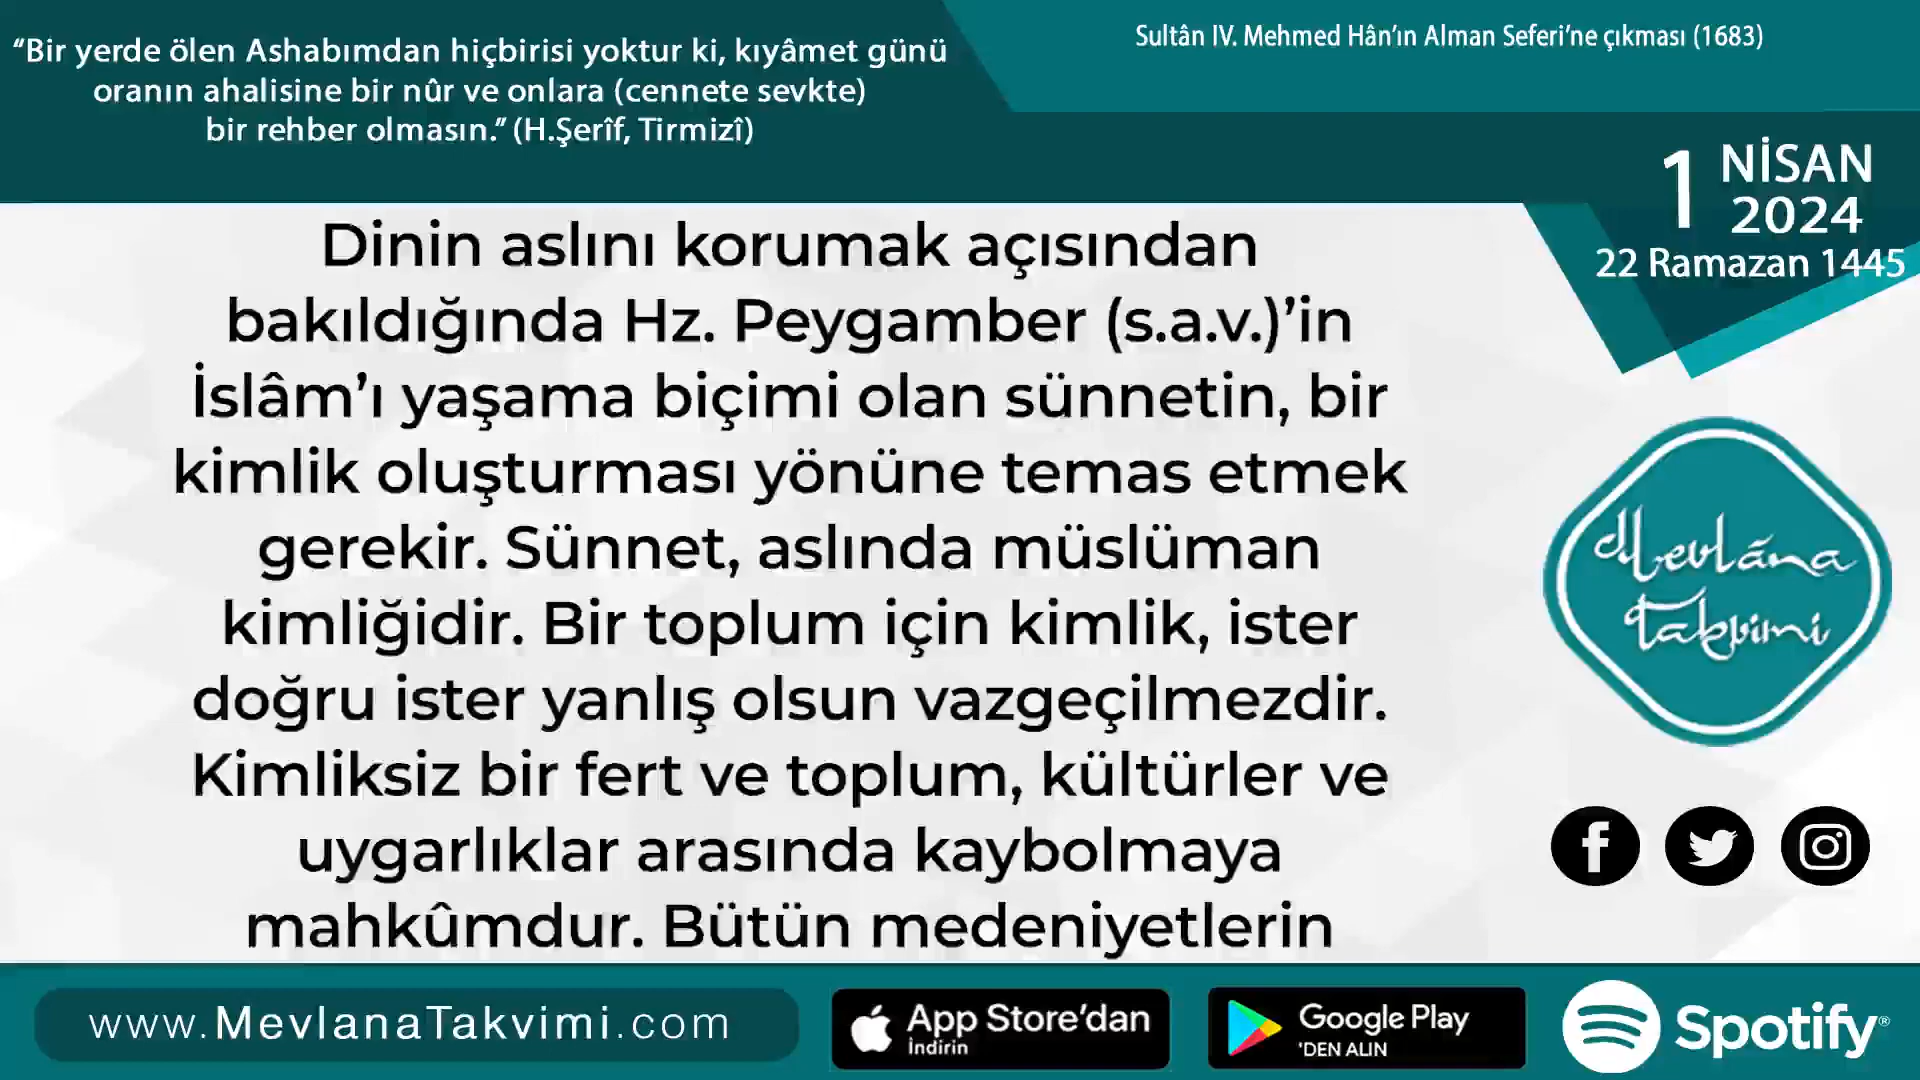 “Bir yerde ölen Ashabımdan hiçbirisi yoktur ki, kıyâmet günü
oranın ahalisine bir nûr ve onlara (cennete sevkte)
bir rehber olmasın.” (H.Şerîf, Tirmizî)
Sultân IV. Mehmed Hân’ın Alman Seferi’ne çıkması (1683)
1 NİSAN
2024
22 Ramazan 1445
Dinin aslını korumak açısından
bakıldığında Hz. Peygamber (s.a.v.)’in
İslâm’ı yaşama biçimi olan sünnetin, bir
kimlik oluşturması yönüne temas etmek
gerekir. Sünnet, aslında müslüman
kimliğidir. Bir toplum için kimlik, ister
doğru ister yanlış olsun vazgeçilmezdir.
Kimliksiz bir fert ve toplum, kültürler ve
uygarlıklar arasında kaybolmaya
mahkûmdur. Bütün medeniyetlerin
Mevlâna
Takvimi
www.MevlanaTakvimi.com
App Store’dan
İndirin
Google Play
'DEN ALIN
Spotify®